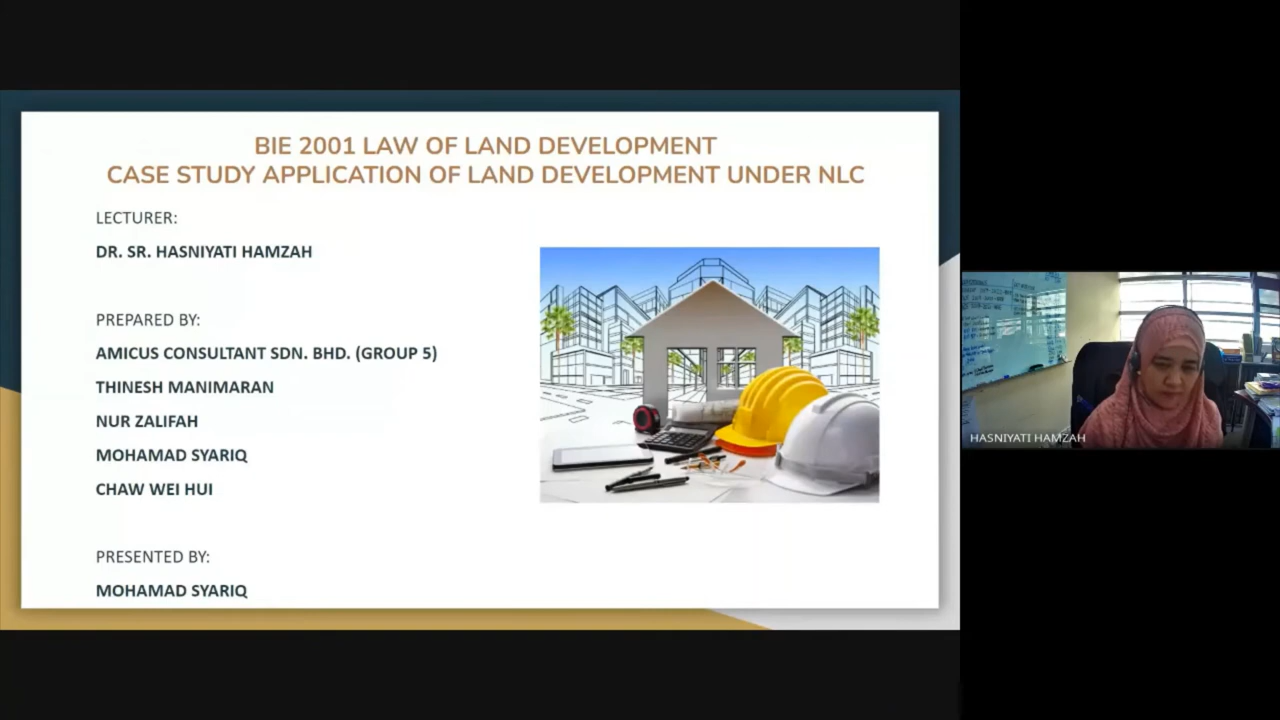 BIE 2001 LAW OF LAND DEVELOPMENT
CASE STUDY APPLICATION OF LAND DEVELOPMENT UNDER NLC
LECTURER:
DR. SR. HASNIYATI HAMZAH
PREPARED BY:
AMICUS CONSULTANT SDN. BHD. (GROUP 5)
THINESH MANIMARAN
NUR ZALIFAH
MOHAMAD SYARIQ
CHAW WEI HUI
PRESENTED BY:
MOHAMAD SYARIQ
HASNIYATI HAMZAH